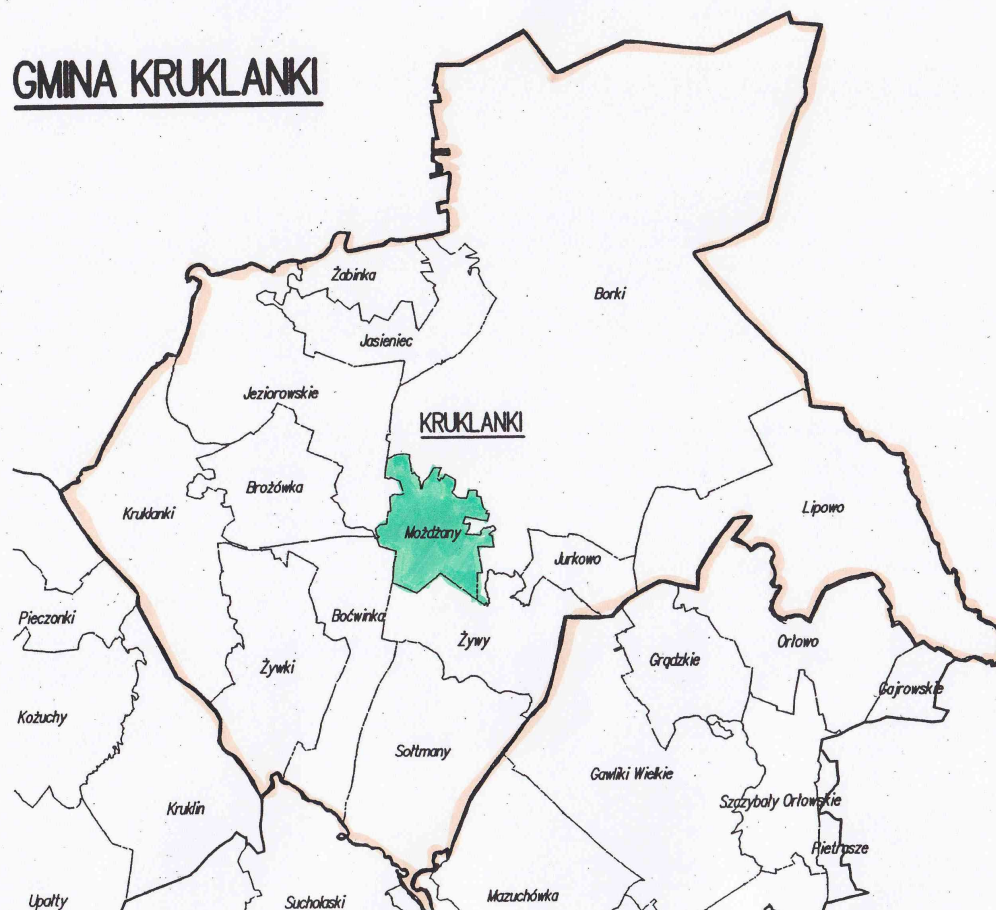 GMINA KRUKLANKI
Żabinka
Borki
Jasieniec
Jeziorowskie
KRUKLANKI
Brożówka
Kruklanki
Lipowo
Możdżany
Jurkowo
Pieczonki
Boćwinka
Żywy
Orłowo
Żywki
Grądzkie
Gajrowskie
Kożuchy
Sołtmany
Gawliki Wielkie
Szczybały Orłowskie
Kruklin
Pietrasze
Upałty
Sucholaski
Mazuchówka